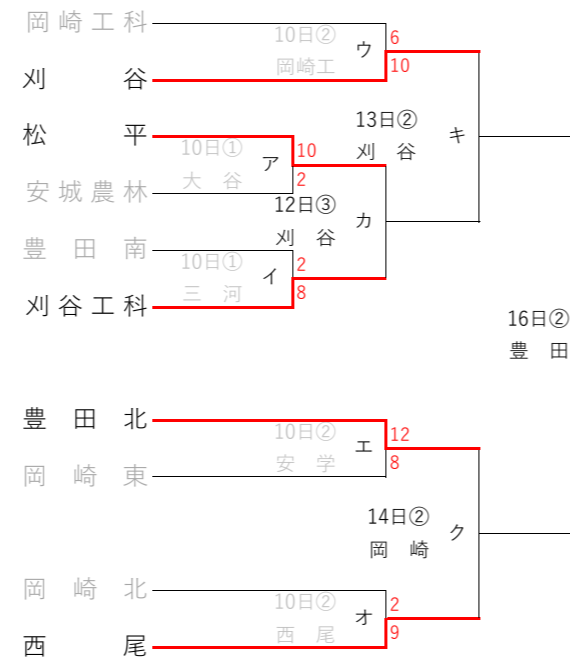 岡崎工科
10日②
岡崎工
ウ
6
10
刈谷
13日②
刈谷
キ
松平
10日①
大谷
ア
10
2
安城農林
12日③
刈谷
カ
豊田南
10日①
三河
イ
2
8
刈谷工科
16日②
豊田
豊田北
10日②
安学
エ
12
8
岡崎東
14日②
岡崎
ク
岡崎北
10日②
西尾
オ
2
9
西尾